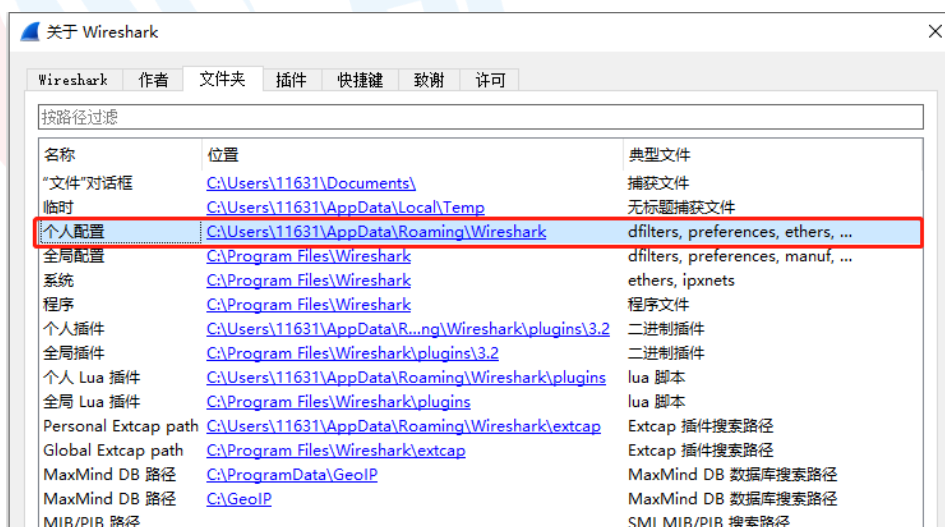 关于 Wireshark
Wireshark 作者 文件夹 插件 快捷键 致谢 许可
按路径过滤
名称 位置 典型文件
“文件”对话框 C:\Users\11631\Documents\ 捕获文件
临时 C:\Users\11631\AppData\Local\Temp 无标题捕获文件
个人配置 C:\Users\11631\AppData\Roaming\Wireshark dfilters, preferences, ethers, ...
全局配置 C:\Program Files\Wireshark dfilters, preferences, manuf, ...
系统 C:\Program Files\Wireshark ethers, ipxnets
程序 C:\Program Files\Wireshark 程序文件
个人插件 C:\Users\11631\AppData\R...ng\Wireshark\plugins\3.2 二进制插件
全局插件 C:\Program Files\Wireshark\plugins\3.2 二进制插件
个人 Lua 插件 C:\Users\11631\AppData\Roaming\Wireshark\plugins lua 脚本
全局 Lua 插件 C:\Program Files\Wireshark\plugins lua 脚本
Personal Extcap path C:\Users\11631\AppData\Roaming\Wireshark\extcap Extcap 插件搜索路径
Global Extcap path C:\Program Files\Wireshark\extcap Extcap 插件搜索路径
MaxMind DB 路径 C:\ProgramData\GeoIP MaxMind DB 数据库搜索路径
MaxMind DB 路径 C:\GeoIP MaxMind DB 数据库搜索路径
MIB/PIB 路径 SMI MIB/PIB 搜索路径